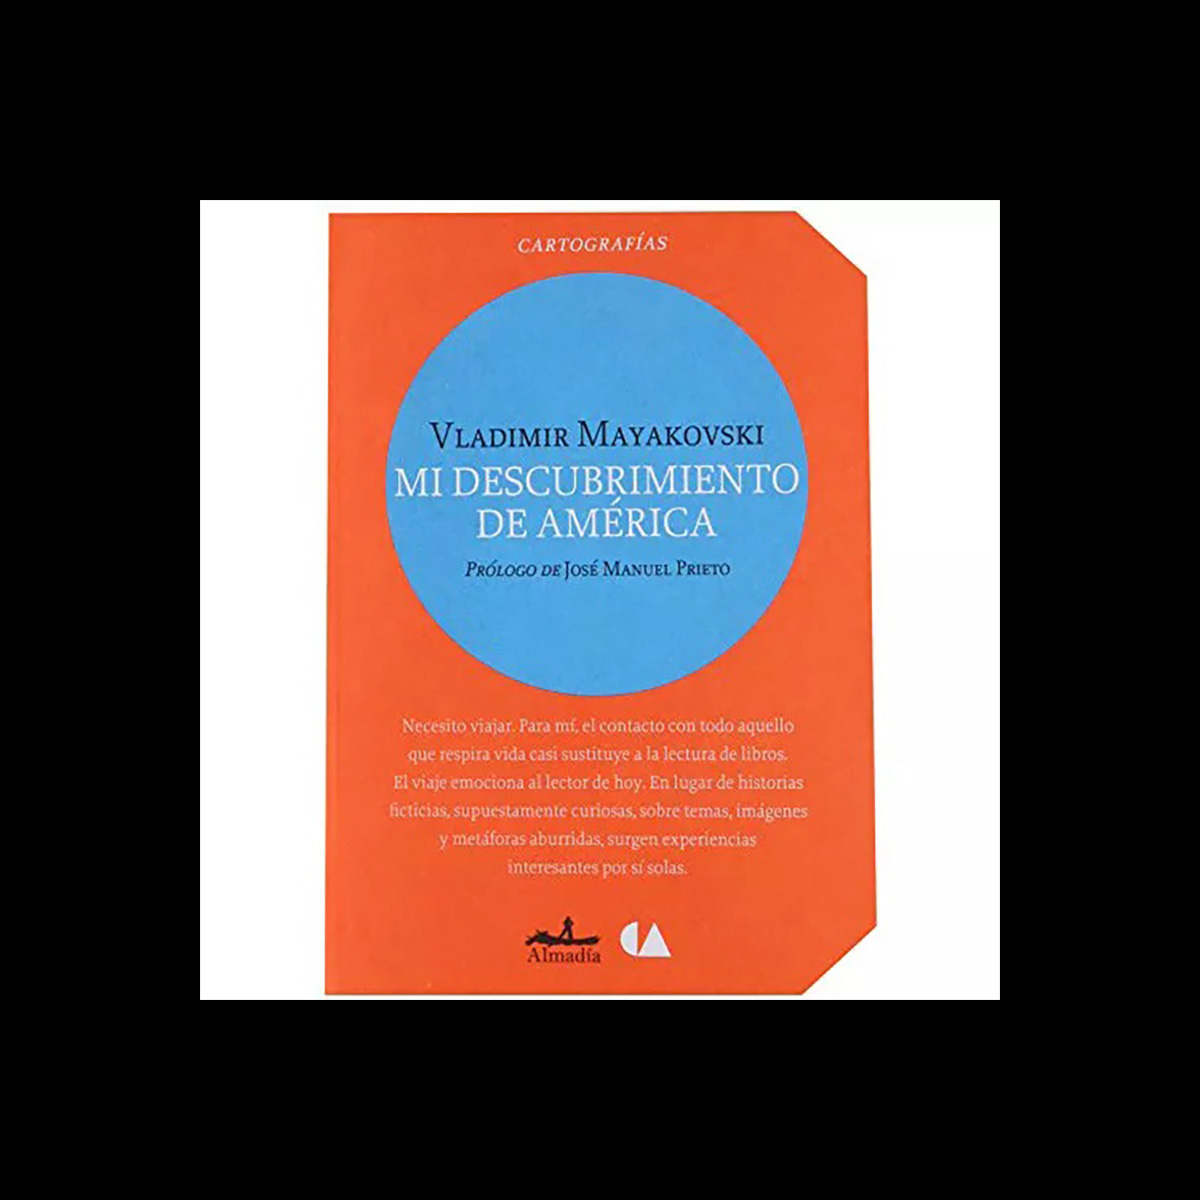 CARTOGRAFÍAS
VLADIMIR MAYAKOVSKI
MI DESCUBRIMIENTO
DE AMÉRICA
PRÓLOGO DE JOSÉ MANUEL PRIETO
Necesito viajar. Para mí, el contacto con todo aquello
que respira vida casi sustituye a la lectura de libros.
El viaje emociona al lector de hoy. En lugar de historias
ficticias, supuestamente curiosas, sobre temas, imágenes
y metáforas aburridas, surgen experiencias
interesantes por sí solas.
Almadía